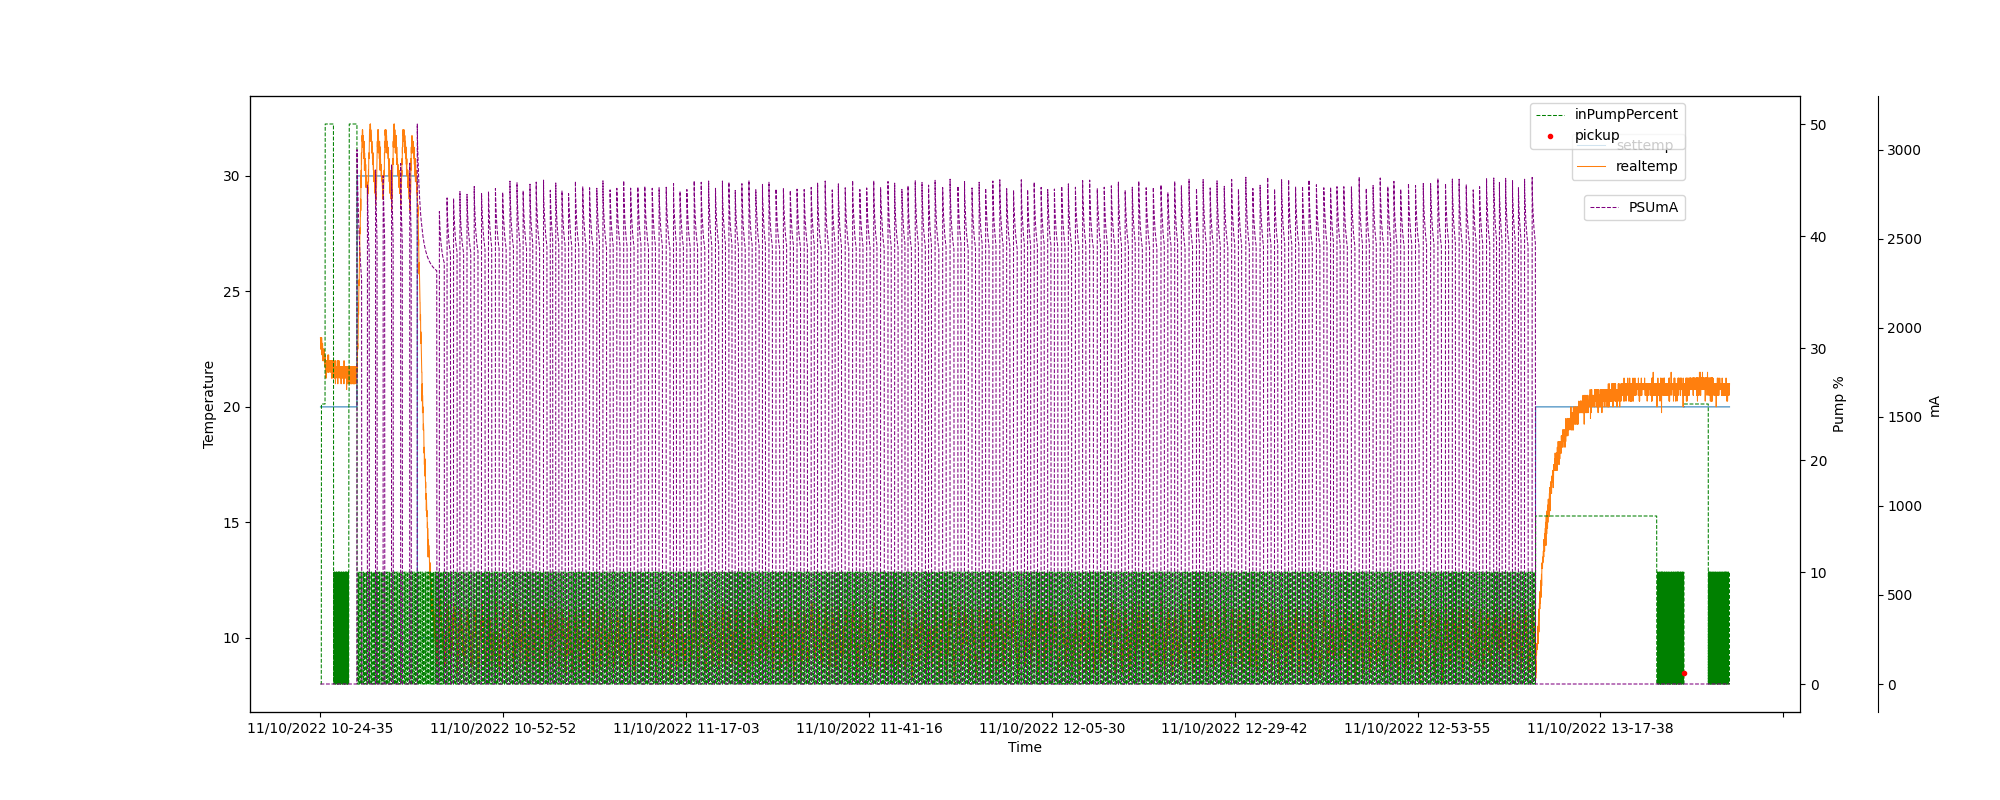 inPumpPercent
pickup
settemp
realtemp
PSUmA
30
25
20
15
10
Temperature
50
40
30
20
10
0
Pump %
3000
2500
2000
1500
1000
500
0
mA
11/10/2022 10-24-35
11/10/2022 10-52-52
11/10/2022 11-17-03
11/10/2022 11-41-16
11/10/2022 12-05-30
11/10/2022 12-29-42
11/10/2022 12-53-55
11/10/2022 13-17-38
Time